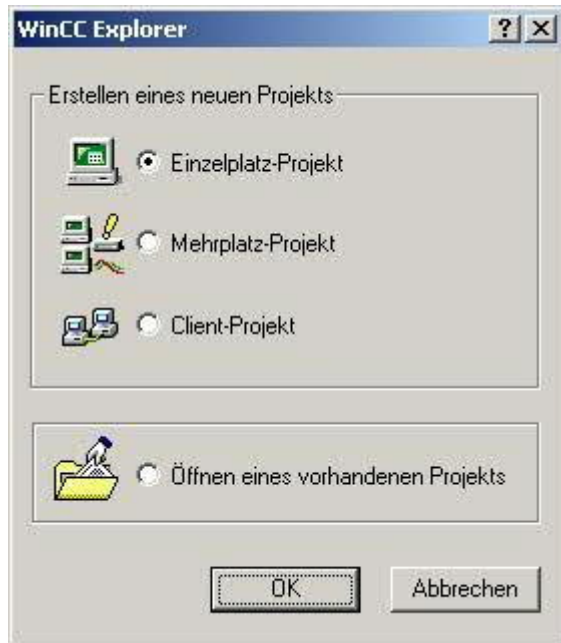 WinCC Explorer
Erstellen eines neuen Projekts
Einzelplatz-Projekt
Mehrplatz-Projekt
Client-Projekt
Öffnen eines vorhandenen Projekts
OK
Abbrechen